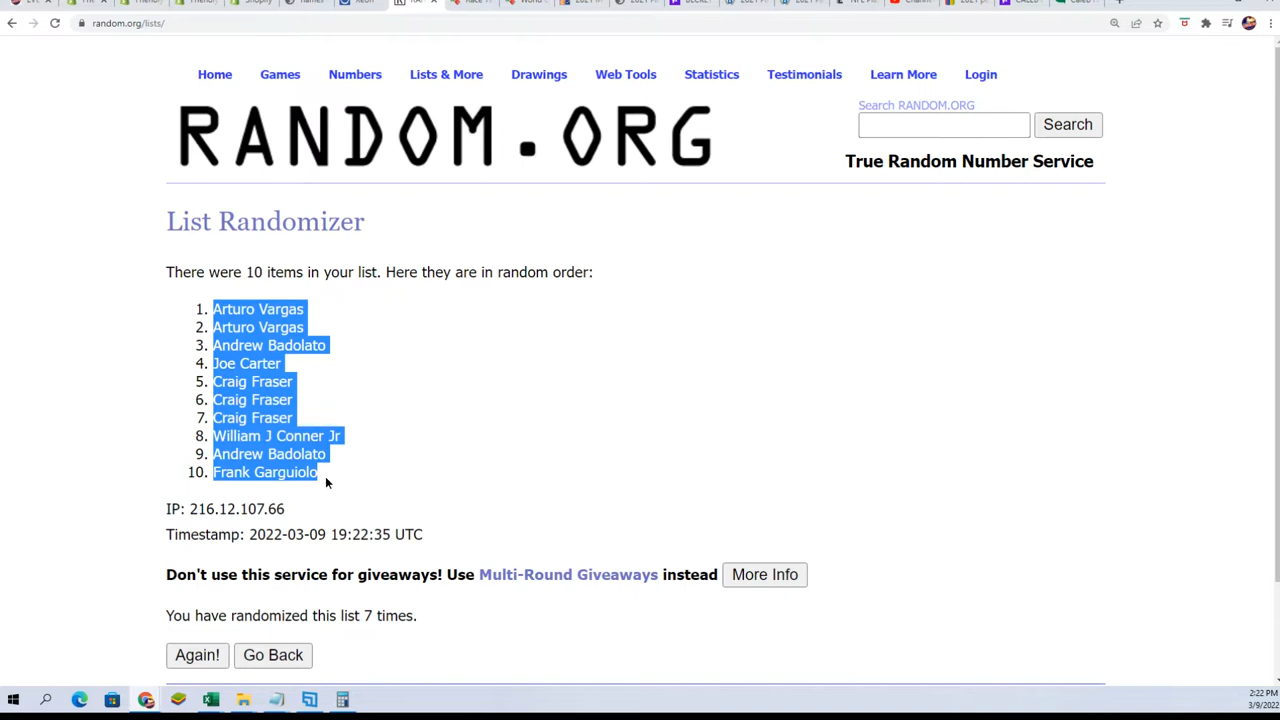 random.org/lists/
Home Games Numbers Lists & More Drawings Web Tools Statistics Testimonials Learn More Login
RANDOM.ORG
Search RANDOM.ORG
Search
True Random Number Service
List Randomizer
There were 10 items in your list. Here they are in random order:
1. Arturo Vargas
2. Arturo Vargas
3. Andrew Badolato
4. Joe Carter
5. Craig Fraser
6. Craig Fraser
7. Craig Fraser
8. William J Conner Jr
9. Andrew Badolato
10. Frank Garguiolo
IP: 216.12.107.66
Timestamp: 2022-03-09 19:22:35 UTC
Don't use this service for giveaways! Use Multi-Round Giveaways instead More Info
You have randomized this list 7 times.
Again! Go Back
2:22 PM
3/9/2022